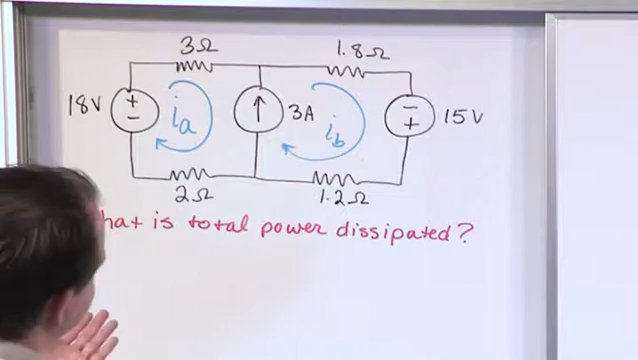 3Ω 1.8Ω
18V + - ia 3A ib - + 15V
2Ω 1.2Ω
hat is total power dissipated?